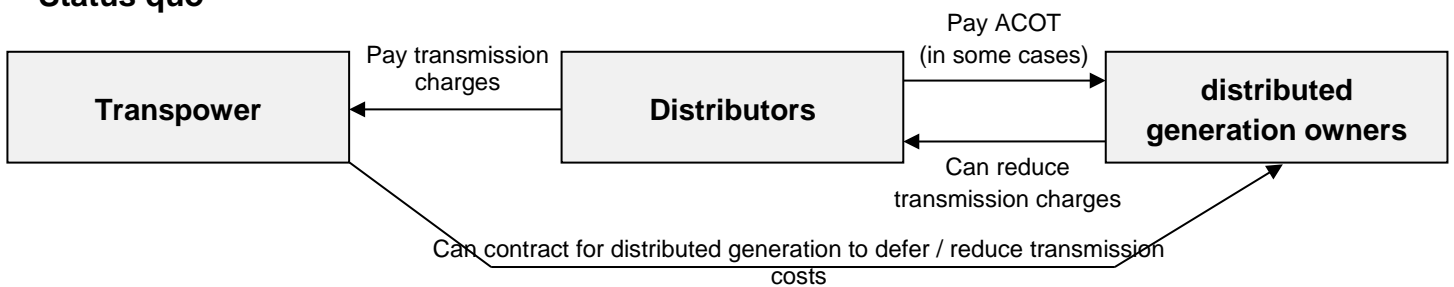 Status quo
Pay ACOT
(in some cases)
Pay transmission
charges
Transpower
Distributors
distributed
generation owners
Can reduce
transmission charges
Can contract for distributed generation to defer / reduce transmission
costs